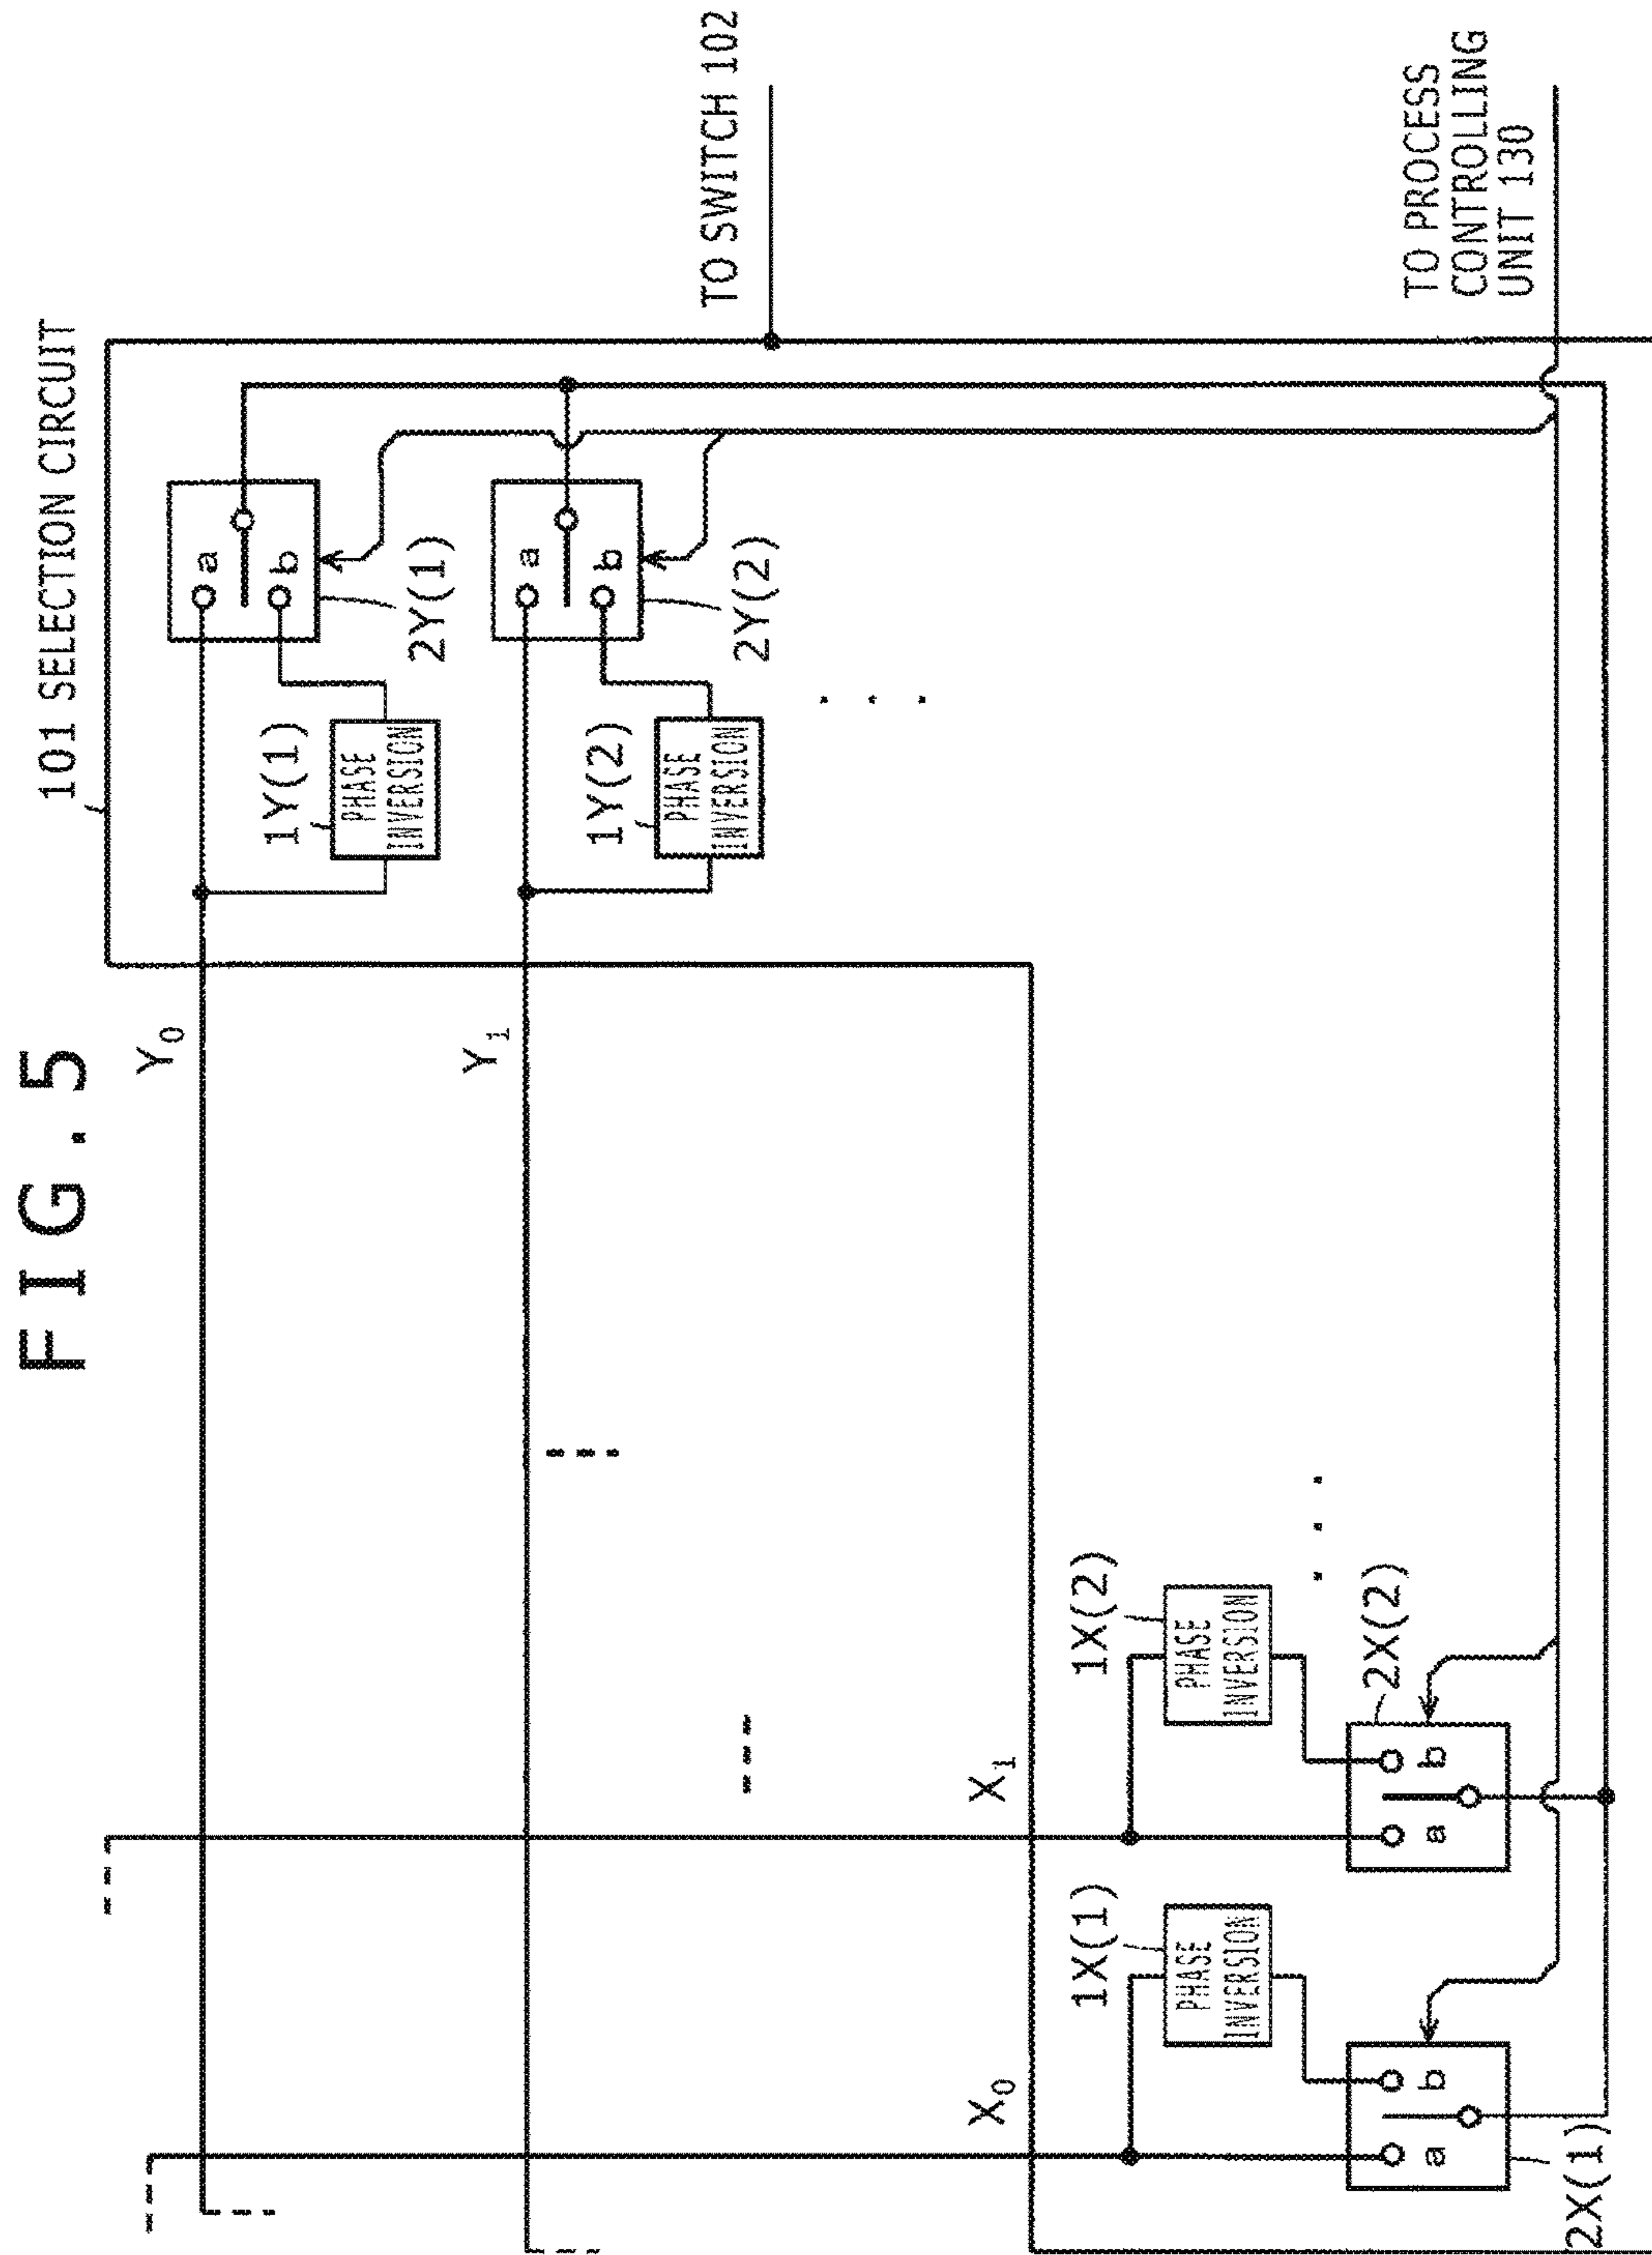 FIG. 5
101 SELECTION CIRCUIT
Y0
1Y(1)
PHASE
INVERSION
a
b
2Y(1)
Y1
1Y(2)
PHASE
INVERSION
a
b
2Y(2)
TO SWITCH 102
X0
X1
1X(1)
PHASE
INVERSION
1X(2)
PHASE
INVERSION
a
b
2X(1)
a
b
2X(2)
TO PROCESS
CONTROLLING
UNIT 130